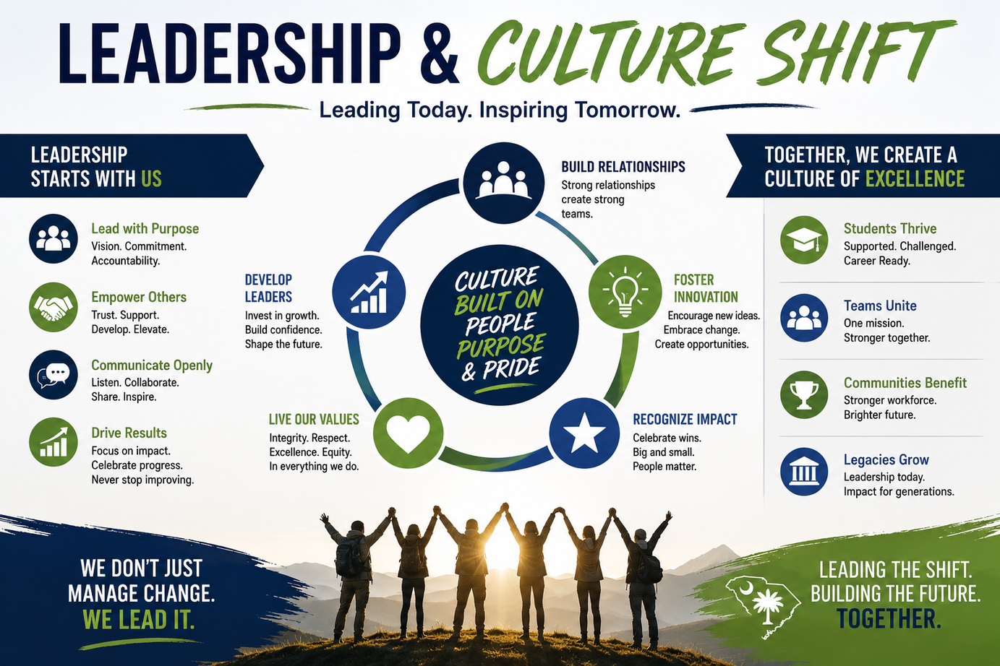 LEADERSHIP & CULTURE SHIFT
Leading Today. Inspiring Tomorrow.
LEADERSHIP
STARTS WITH US
Lead with Purpose
Vision. Commitment.
Accountability.
Empower Others
Trust. Support.
Develop. Elevate.
Communicate Openly
Listen. Collaborate.
Share. Inspire.
Drive Results
Focus on impact.
Celebrate progress.
Never stop improving.
BUILD RELATIONSHIPS
Strong relationships
create strong
teams.
DEVELOP
LEADERS
Invest in growth.
Build confidence.
Shape the future.
CULTURE
BUILT ON
PEOPLE
PURPOSE
& PRIDE
FOSTER
INNOVATION
Encourage new ideas.
Embrace change.
Create opportunities.
LIVE OUR VALUES
Integrity. Respect.
Excellence. Equity.
In everything we do.
RECOGNIZE IMPACT
Celebrate wins.
Big and small.
People matter.
TOGETHER, WE CREATE A
CULTURE OF EXCELLENCE
Students Thrive
Supported. Challenged.
Career Ready.
Teams Unite
One mission.
Stronger together.
Communities Benefit
Stronger workforce.
Brighter future.
Legacies Grow
Leadership today.
Impact for generations.
WE DON'T JUST
MANAGE CHANGE.
WE LEAD IT.
LEADING THE SHIFT.
BUILDING THE FUTURE.
TOGETHER.